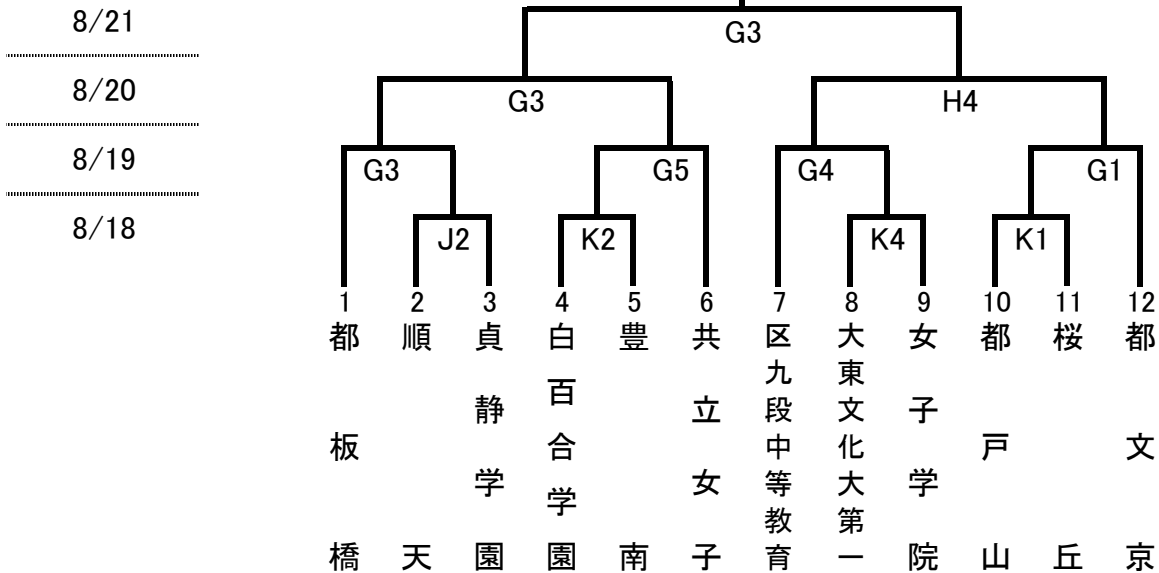 8/21
G3
8/20
G3
H4
8/19
G3
G5
G4
G1
8/18
J2
K2
K4
K1
1
2
3
4
5
6
7
8
9
10
11
12
都板橋
順天
貞静学園
白百合学園
豊南
共立女子
区九段中等教育
大東文化大第一
女子学院
都戸山
桜丘
都文京